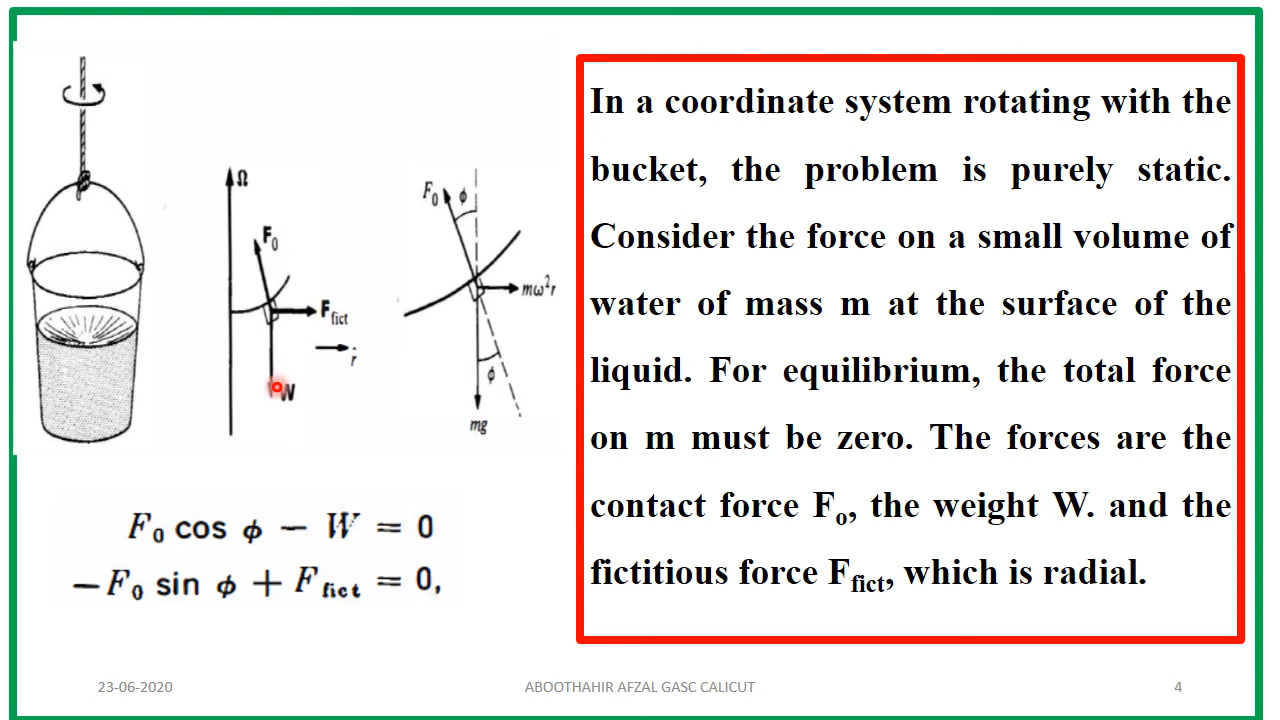 Ω
F₀
F fict
r̂
W
F₀ ϕ
mω²r
ϕ
mg
F₀ cos ϕ − W = 0
−F₀ sin ϕ + F fict = 0,
In a coordinate system rotating with the
bucket, the problem is purely static.
Consider the force on a small volume of
water of mass m at the surface of the
liquid. For equilibrium, the total force
on m must be zero. The forces are the
contact force Fo, the weight W. and the
fictitious force Ffict, which is radial.
23-06-2020
ABOOTHAHIR AFZAL GASC CALICUT
4